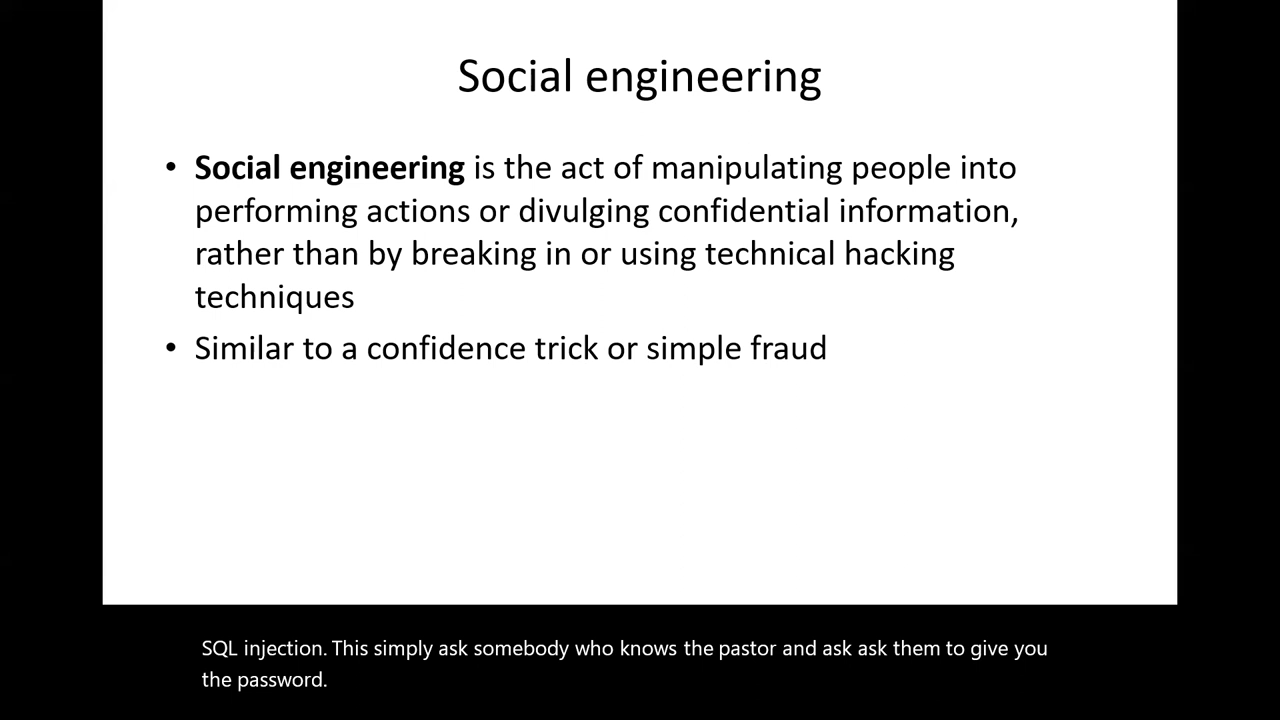 Social engineering
• Social engineering is the act of manipulating people into
performing actions or divulging confidential information,
rather than by breaking in or using technical hacking
techniques
• Similar to a confidence trick or simple fraud
SQL injection. This simply ask somebody who knows the pastor and ask ask them to give you
the password.